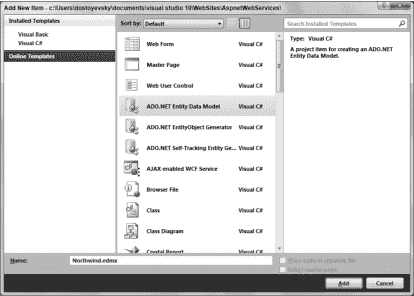 Add New Item - c:\Users\dostoyevsky\documents\visual studio 10\WebSites\AspnetWebServices\
Installed Templates
Visual Basic
Visual C#
Online Templates
Sort by: Default
Search Installed Templates
Web Form Visual C#
Master Page Visual C#
Web User Control Visual C#
ADO.NET Entity Data Model Visual C#
ADO.NET EntityObject Generator Visual C#
ADO.NET Self-Tracking Entity Ge... Visual C#
AJAX-enabled WCF Service Visual C#
Browser File Visual C#
Class Visual C#
Class Diagram Visual C#
Crystal Report Visual C#
Type: Visual C#
A project item for creating an ADO.NET
Entity Data Model.
Name: Northwind.edmx
Place code in separate file
Select master page
Add Cancel